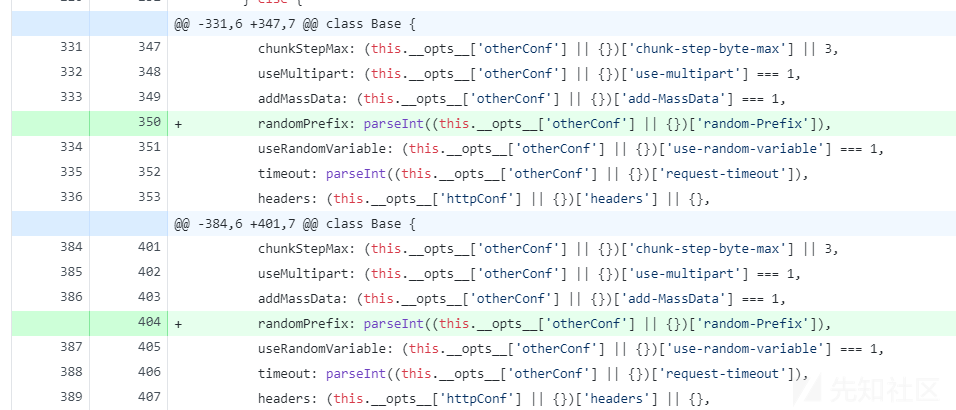 @@ -331,6 +347,7 @@ class Base {
331 347 chunkStepMax: (this.__opts__['otherConf'] || {})['chunk-step-byte-max'] || 3,
332 348 useMultipart: (this.__opts__['otherConf'] || {})['use-multipart'] === 1,
333 349 addMassData: (this.__opts__['otherConf'] || {})['add-MassData'] === 1,
350 + randomPrefix: parseInt((this.__opts__['otherConf'] || {})['random-Prefix']),
334 351 useRandomVariable: (this.__opts__['otherConf'] || {})['use-random-variable'] === 1,
335 352 timeout: parseInt((this.__opts__['otherConf'] || {})['request-timeout']),
336 353 headers: (this.__opts__['httpConf'] || {})['headers'] || {},
@@ -384,6 +401,7 @@ class Base {
384 401 chunkStepMax: (this.__opts__['otherConf'] || {})['chunk-step-byte-max'] || 3,
385 402 useMultipart: (this.__opts__['otherConf'] || {})['use-multipart'] === 1,
386 403 addMassData: (this.__opts__['otherConf'] || {})['add-MassData'] === 1,
404 + randomPrefix: parseInt((this.__opts__['otherConf'] || {})['random-Prefix']),
387 405 useRandomVariable: (this.__opts__['otherConf'] || {})['use-random-variable'] === 1,
388 406 timeout: parseInt((this.__opts__['otherConf'] || {})['request-timeout']),
389 407 headers: (this.__opts__['httpConf'] || {})['headers'] || {},
先知社区